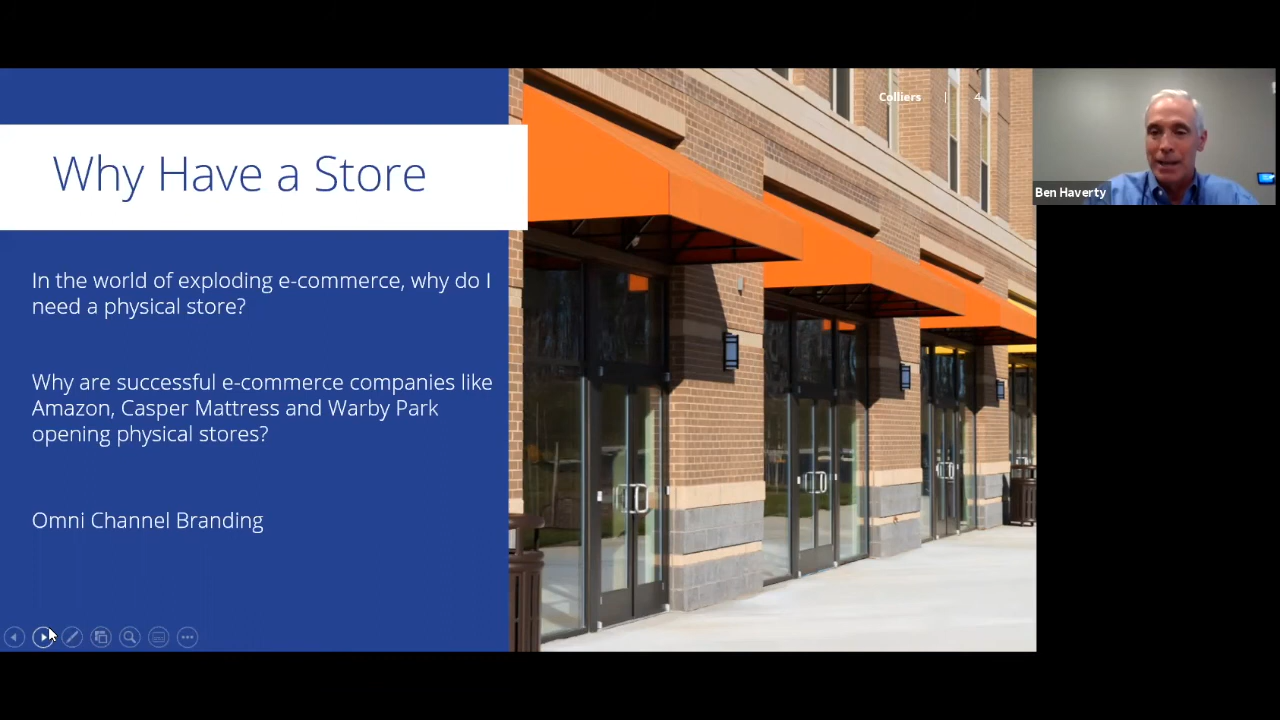 Colliers | 4
Ben Haverty
Why Have a Store
In the world of exploding e-commerce, why do I
need a physical store?
Why are successful e-commerce companies like
Amazon, Casper Mattress and Warby Park
opening physical stores?
Omni Channel Branding